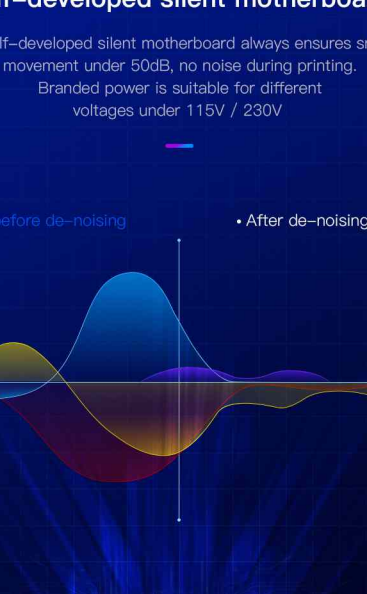 f-developed silent motherboa
lf-developed silent motherboard always ensures s
movement under 50dB, no noise during printing.
Branded power is suitable for different
voltages under 115V / 230V
efore de-noising
• After de-noising